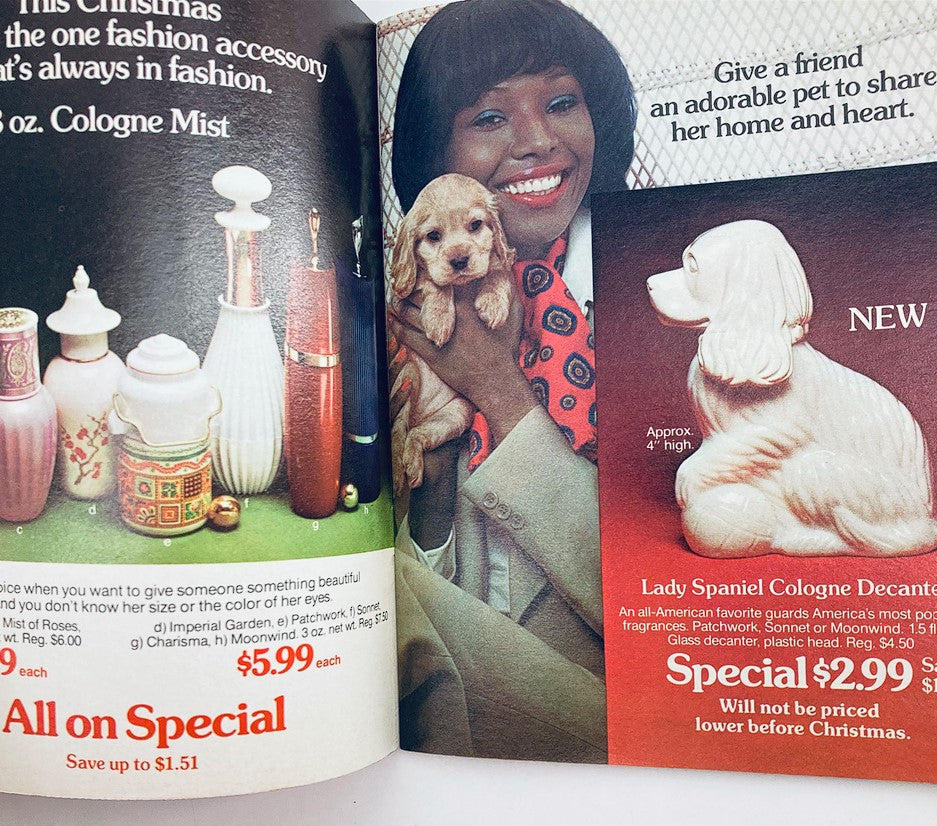 This Christmas
the one fashion accessory
at's always in fashion.
3 oz. Cologne Mist
c
d
e
f
g
h
oice when you want to give someone something beautiful
nd you don't know her size or the color of her eyes.
Mist of Roses,
wt. Reg. $6.00
9 each
d) Imperial Garden, e) Patchwork, f) Sonnet,
g) Charisma, h) Moonwind. 3 oz. net wt. Reg. $7.50
$5.99 each
All on Special
Save up to $1.51
Give a friend
an adorable pet to share
her home and heart.
NEW
Approx.
4" high.
Lady Spaniel Cologne Decante
An all-American favorite guards America's most pop
fragrances. Patchwork, Sonnet or Moonwind. 1.5 fl
Glass decanter, plastic head. Reg. $4.50
Special $2.99
Sa
$1
Will not be priced
lower before Christmas.